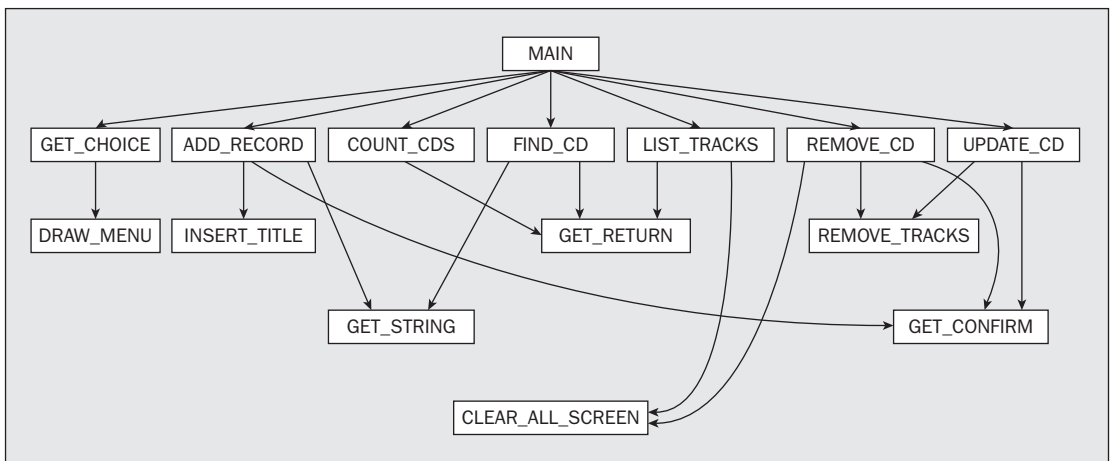 MAIN
GET_CHOICE
ADD_RECORD
COUNT_CDS
FIND_CD
LIST_TRACKS
REMOVE_CD
UPDATE_CD
DRAW_MENU
INSERT_TITLE
GET_RETURN
REMOVE_TRACKS
GET_STRING
GET_CONFIRM
CLEAR_ALL_SCREEN